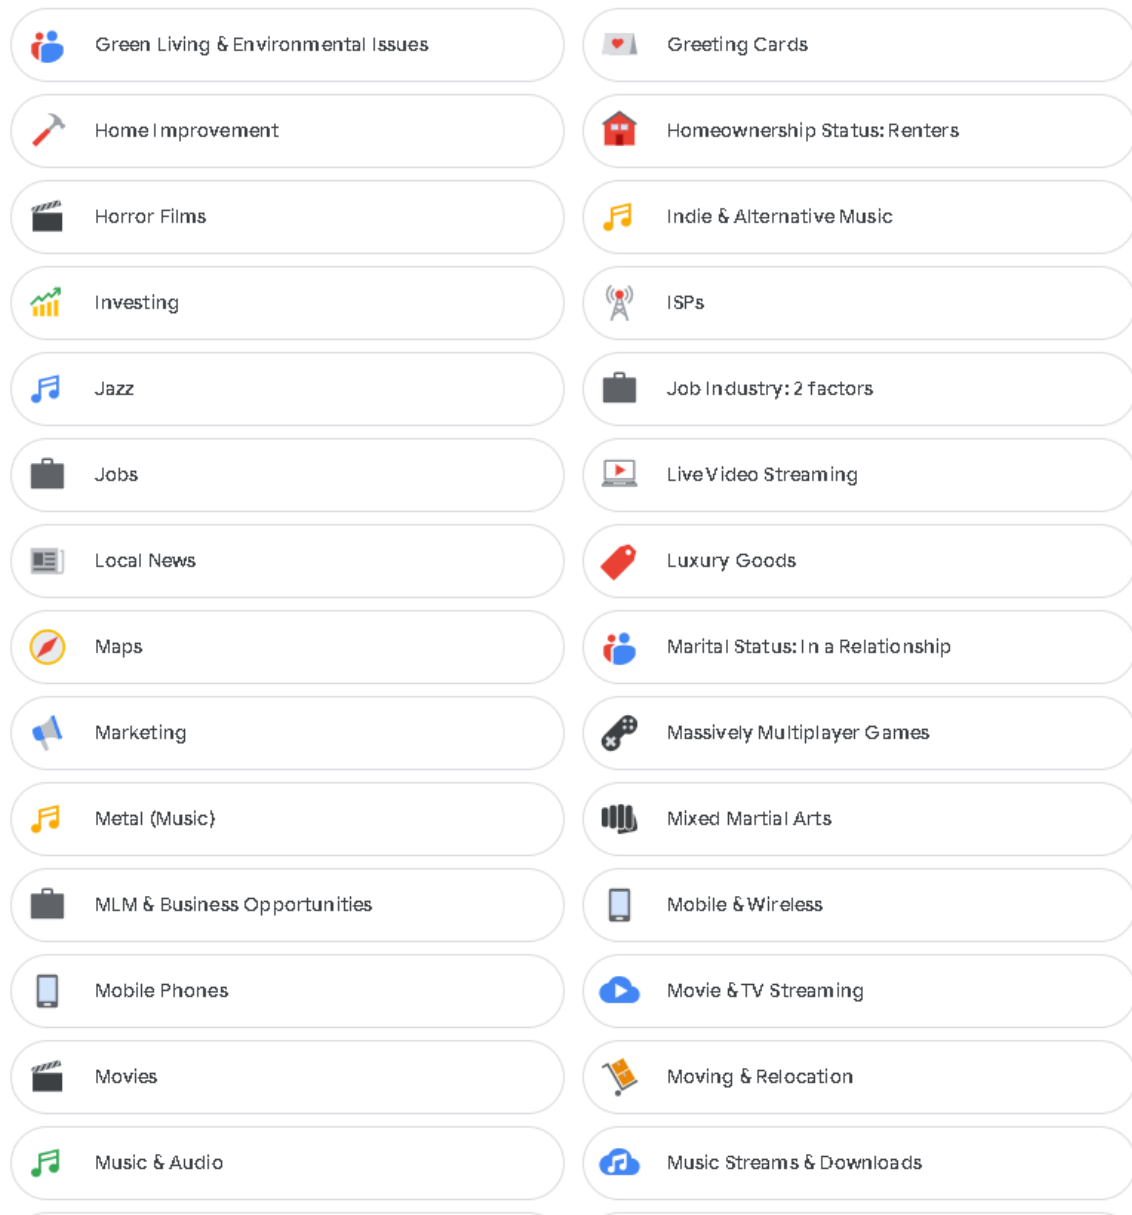 Green Living & Environmental Issues
Greeting Cards
Home Improvement
Homeownership Status: Renters
Horror Films
Indie & Alternative Music
Investing
ISPs
Jazz
Job Industry: 2 factors
Jobs
Live Video Streaming
Local News
Luxury Goods
Maps
Marital Status: In a Relationship
Marketing
Massively Multiplayer Games
Metal (Music)
Mixed Martial Arts
MLM & Business Opportunities
Mobile & Wireless
Mobile Phones
Movie & TV Streaming
Movies
Moving & Relocation
Music & Audio
Music Streams & Downloads